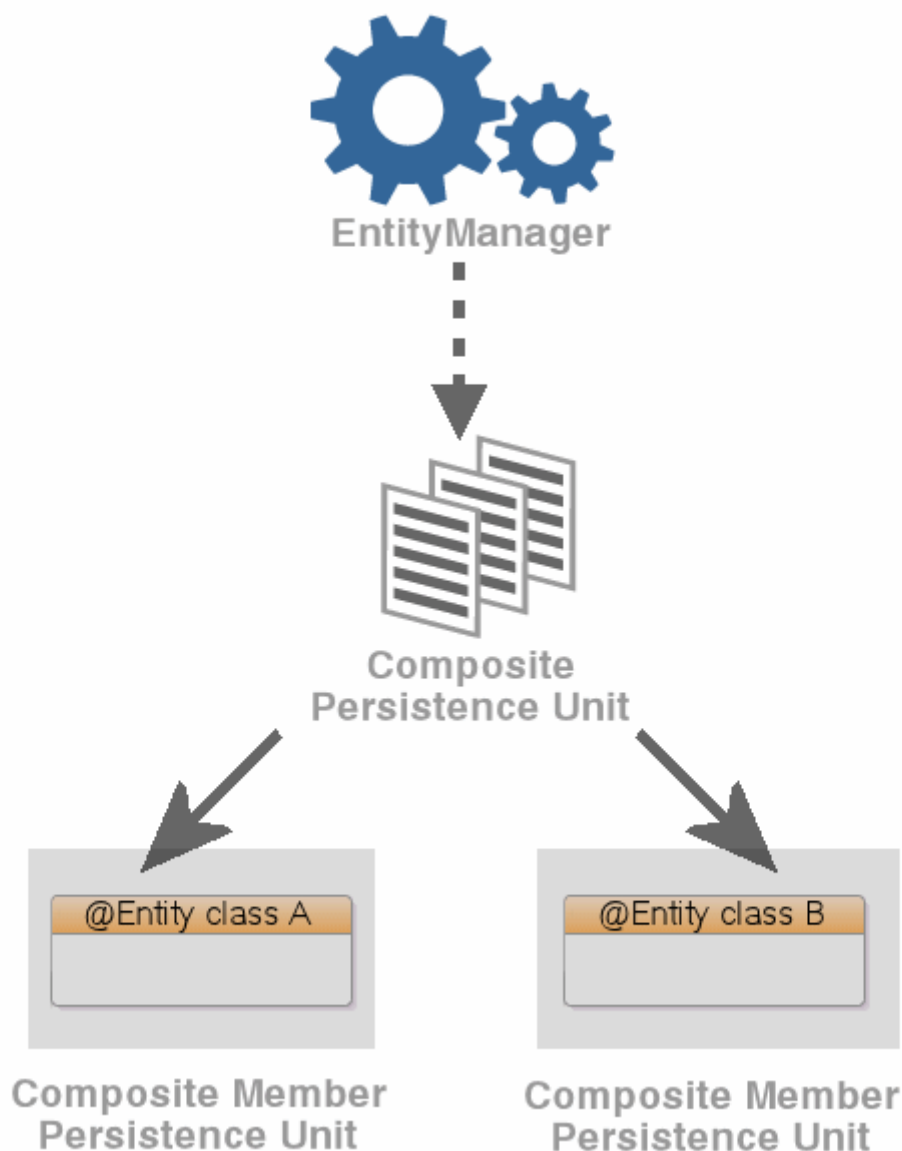 EntityManager
Composite
Persistence Unit
@Entity class A
@Entity class B
Composite Member
Persistence Unit
Composite Member
Persistence Unit